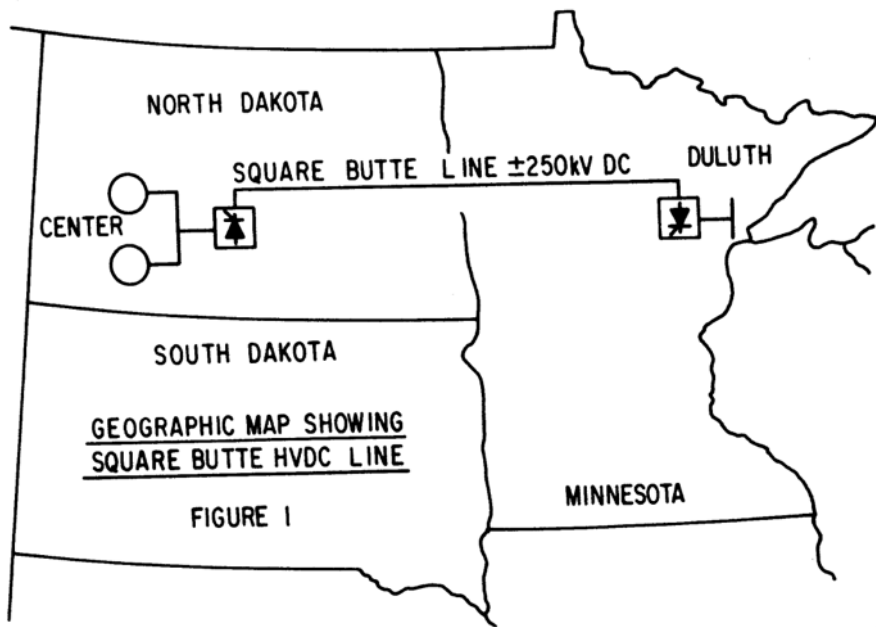 NORTH DAKOTA
SQUARE BUTTE LINE ±250kV DC
DULUTH
CENTER
SOUTH DAKOTA
GEOGRAPHIC MAP SHOWING
SQUARE BUTTE HVDC LINE
FIGURE 1
MINNESOTA